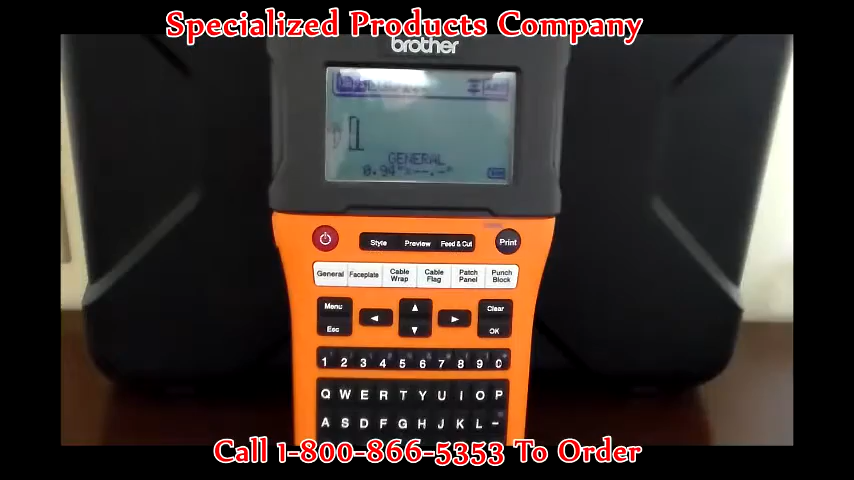 Specialized Products Company
brother
GENERAL
Style Preview Feed & Cut Print
General Faceplate Cable Wrap Cable Flag Patch Panel Punch Block
Menu Clear
Esc OK
1 2 3 4 5 6 7 8 9 0
Q W E R T Y U I O P
A S D F G H J K L -
Call 1-800-866-5353 To Order